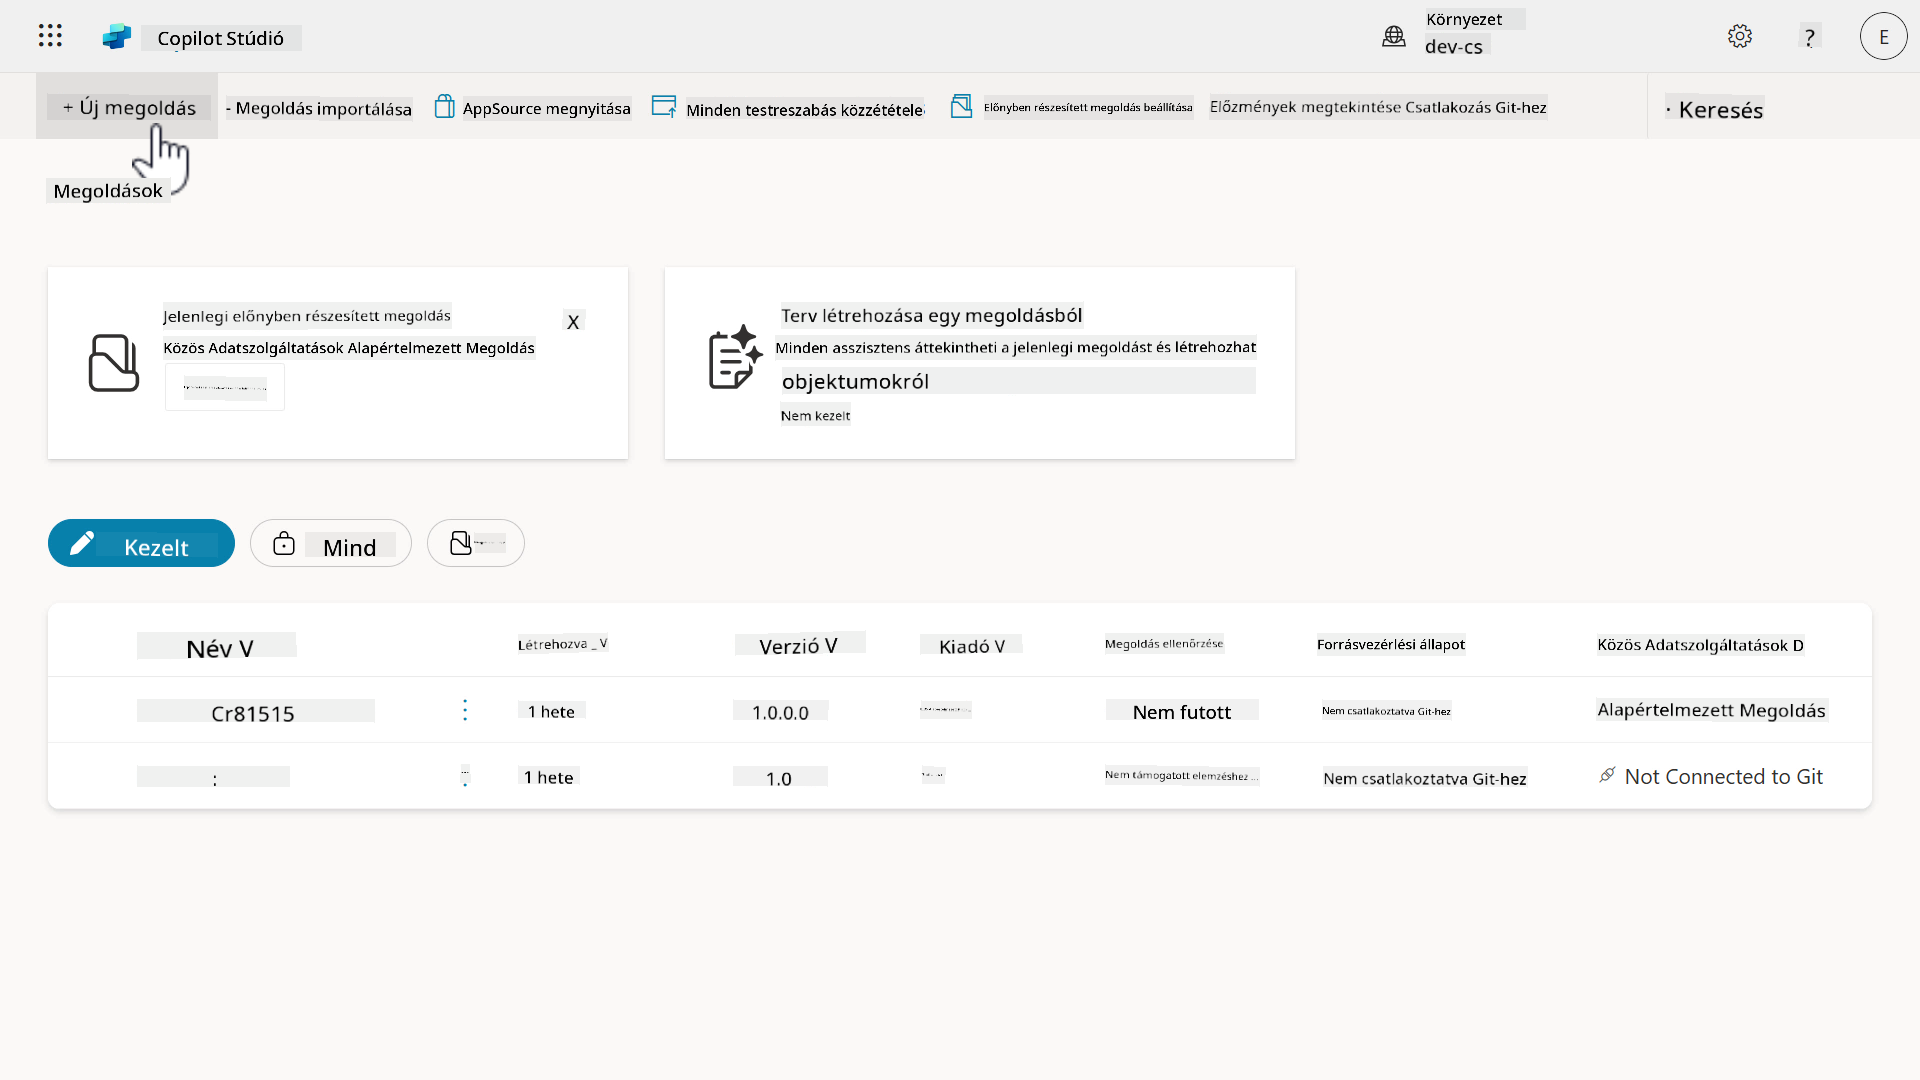 Copilot Stúdió
Környezet
dev-cs
?
E
+ Új megoldás
- Megoldás importálása
AppSource megnyitása
Minden testreszabás közzététele
Előnyben részesített megoldás beállítása
Előzmények megtekintése Csatlakozás Git-hez
· Keresés
Megoldások
Jelenlegi előnyben részesített megoldás
X
Közös Adatszolgáltatások Alapértelmezett Megoldás
Terv létrehozása egy megoldásból
Minden asszisztens áttekintheti a jelenlegi megoldást és létrehozhat
objektumokról
Nem kezelt
Kezelt
Mind
Név V
Létrehozva _ V
Verzió V
Kiadó V
Megoldás ellenőrzése
Forrásvezérlési állapot
Közös Adatszolgáltatások D
Cr81515
1 hete
1.0.0.0
Nem futott
Nem csatlakoztatva Git-hez
Alapértelmezett Megoldás
:
1 hete
1.0
Nem támogatott elemzéshez ...
Nem csatlakoztatva Git-hez
Not Connected to Git